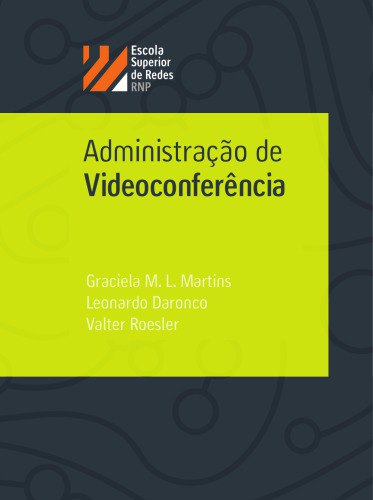 Escola
Superior
de Redes
RNP
Administração de
Videoconferência
Graciela M. L. Martins
Leonardo Daronco
Valter Roesler